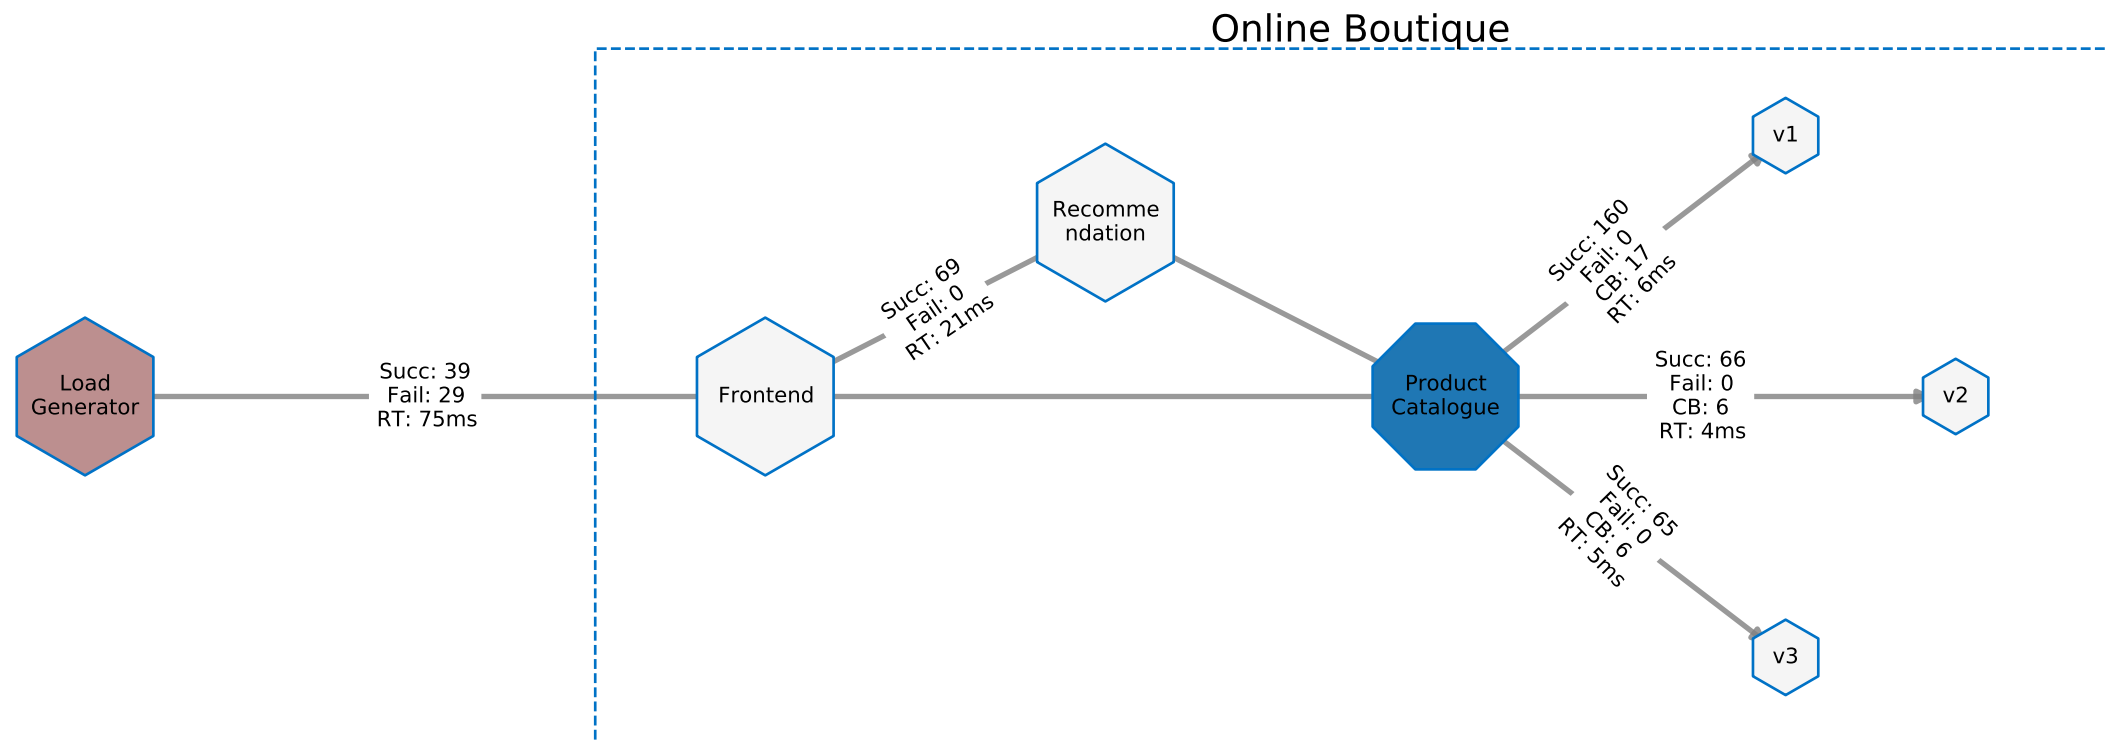 Online Boutique
Load
Generator
Succ: 39
Fail: 29
RT: 75ms
Frontend
Succ: 69
Fail: 0
RT: 21ms
Recomme
ndation
Product
Catalogue
Succ: 160
Fail: 0
CB: 17
RT: 6ms
v1
Succ: 66
Fail: 0
CB: 6
RT: 4ms
v2
Succ: 65
Fail: 0
CB: 6
RT: 5ms
v3